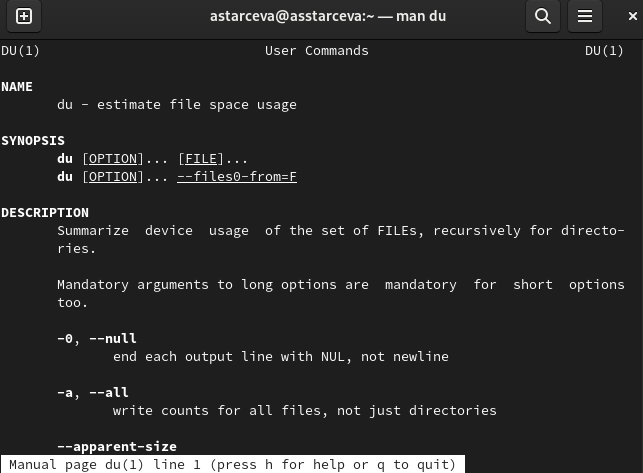 astarceva@asstarceva:~ — man du
DU(1) User Commands DU(1)
NAME
du - estimate file space usage
SYNOPSIS
du [OPTION]... [FILE]...
du [OPTION]... --files0-from=F
DESCRIPTION
Summarize device usage of the set of FILEs, recursively for directo-
ries.
Mandatory arguments to long options are mandatory for short options
too.
-0, --null
end each output line with NUL, not newline
-a, --all
write counts for all files, not just directories
--apparent-size
Manual page du(1) line 1 (press h for help or q to quit)